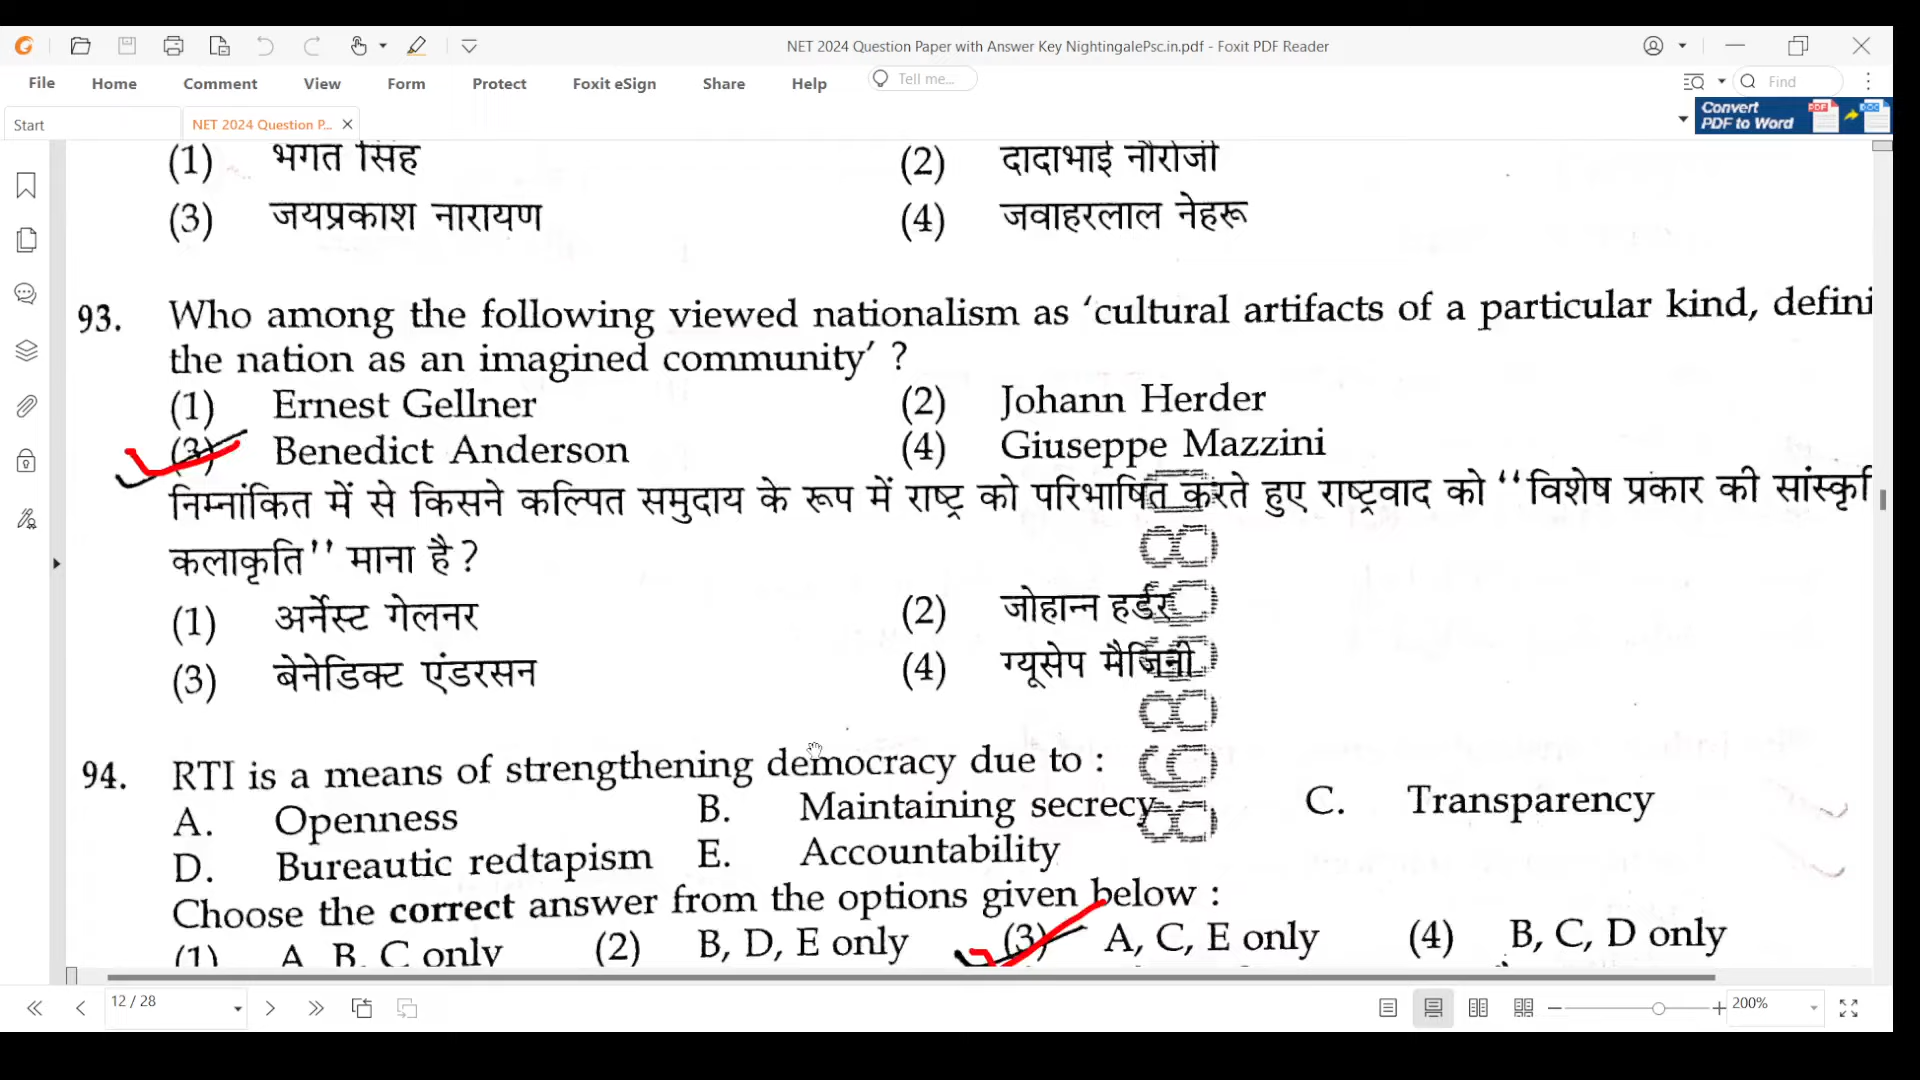 NET 2024 Question Paper with Answer Key NightingalePsc.in.pdf - Foxit PDF Reader
File Home Comment View Form Protect Foxit eSign Share Help Tell me... Find
Convert PDF to Word
Start NET 2024 Question P...
(1) भगत सिंह (2) दादाभाई नौरोजी
(3) जयप्रकाश नारायण (4) जवाहरलाल नेहरू
93. Who among the following viewed nationalism as 'cultural artifacts of a particular kind, defini
the nation as an imagined community' ?
(1) Ernest Gellner (2) Johann Herder
(3) Benedict Anderson (4) Giuseppe Mazzini
निम्नांकित में से किसने कल्पित समुदाय के रूप में राष्ट्र को परिभाषित करते हुए राष्ट्रवाद को ‘‘विशेष प्रकार की सांस्कृ
कलाकृति’’ माना है?
(1) अर्नेस्ट गेलनर (2) जोहान्न हर्डर
(3) बेनेडिक्ट एंडरसन (4) ग्यूसेप मैजिनी
94. RTI is a means of strengthening democracy due to :
A. Openness B. Maintaining secrecy C. Transparency
D. Bureautic redtapism E. Accountability
Choose the correct answer from the options given below :
(1) A, B, C only (2) B, D, E only (3) A, C, E only (4) B, C, D only
12 / 28 200%